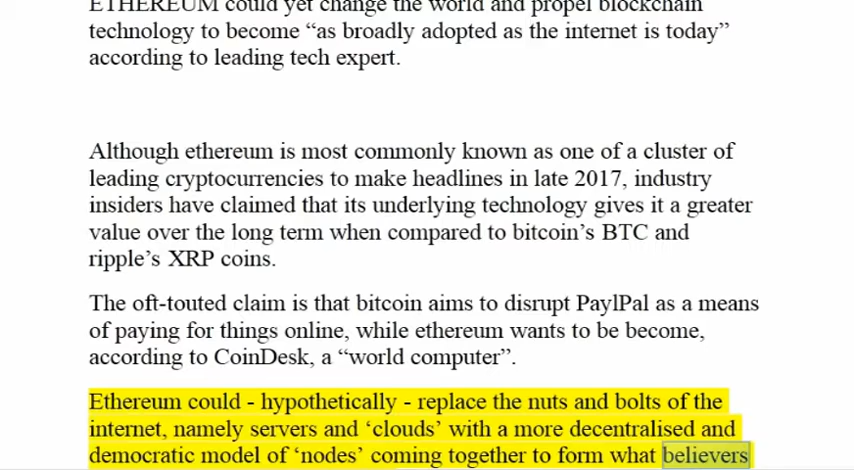 ETHEREUM could yet change the world and propel blockchain
technology to become “as broadly adopted as the internet is today”
according to leading tech expert.
Although ethereum is most commonly known as one of a cluster of
leading cryptocurrencies to make headlines in late 2017, industry
insiders have claimed that its underlying technology gives it a greater
value over the long term when compared to bitcoin’s BTC and
ripple’s XRP coins.
The oft-touted claim is that bitcoin aims to disrupt PaylPal as a means
of paying for things online, while ethereum wants to be become,
according to CoinDesk, a “world computer”.
Ethereum could - hypothetically - replace the nuts and bolts of the
internet, namely servers and ‘clouds’ with a more decentralised and
democratic model of ‘nodes’ coming together to form what believers